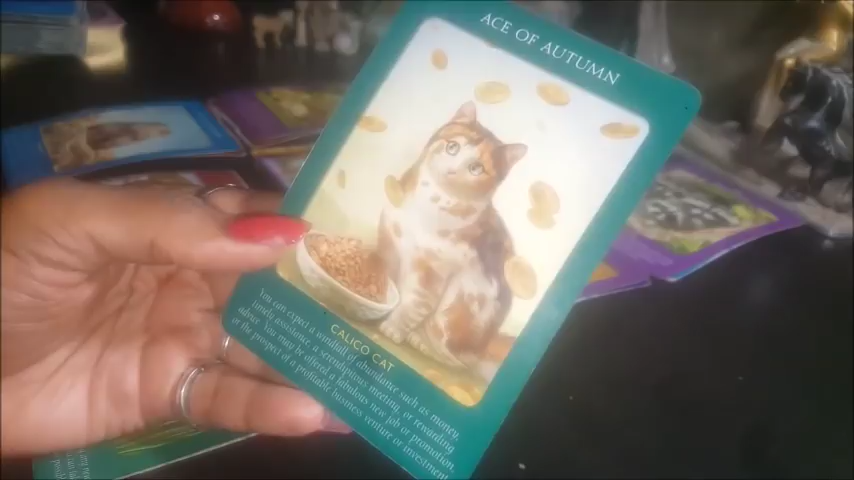 ACE OF AUTUMN
CALICO CAT
You can expect a windfall of abundance such as money,
timely assistance, a serendipitous meeting, or rewarding
advice. You may be offered a fabulous new job or promotion,
or the prospect of a profitable business venture or investment.